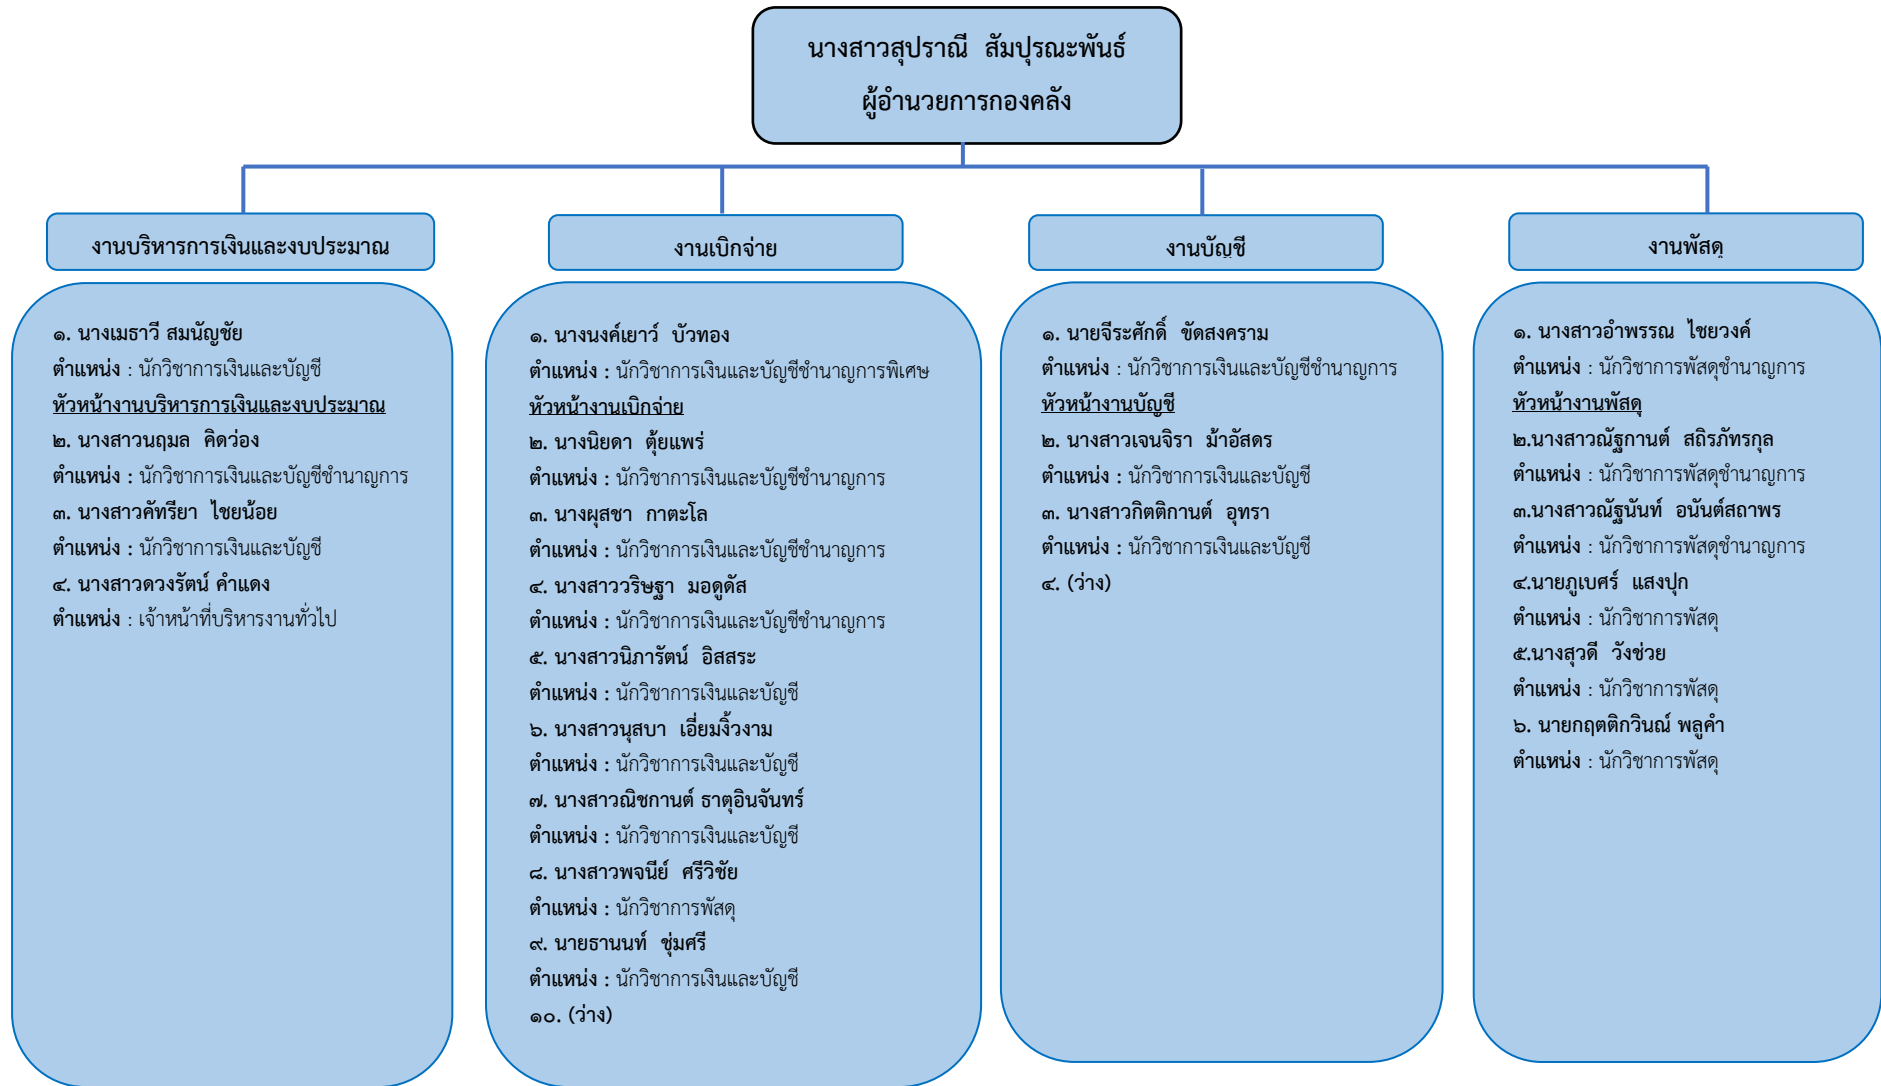 นางสาวสุปราณี สัมปุรณะพันธ์
ผู้อำนวยการกองคลัง
งานบริหารการเงินและงบประมาณ
๑. นางเมธาวี สมนัญชัย
ตำแหน่ง : นักวิชาการเงินและบัญชี
หัวหน้างานบริหารการเงินและงบประมาณ
๒. นางสาวนฤมล คิดว่อง
ตำแหน่ง : นักวิชาการเงินและบัญชีชำนาญการ
๓. นางสาวคัทรียา ไชยน้อย
ตำแหน่ง : นักวิชาการเงินและบัญชี
๔. นางสาวดวงรัตน์ คำแดง
ตำแหน่ง : เจ้าหน้าที่บริหารงานทั่วไป
งานเบิกจ่าย
๑. นางนงค์เยาว์ บัวทอง
ตำแหน่ง : นักวิชาการเงินและบัญชีชำนาญการพิเศษ
หัวหน้างานเบิกจ่าย
๒. นางนิยดา ตุ้ยแพร่
ตำแหน่ง : นักวิชาการเงินและบัญชีชำนาญการ
๓. นางผุสชา กาตะโล
ตำแหน่ง : นักวิชาการเงินและบัญชีชำนาญการ
๔. นางสาววริษฐา มอดูดัส
ตำแหน่ง : นักวิชาการเงินและบัญชีชำนาญการ
๕. นางสาวนิภารัตน์ อิสสระ
ตำแหน่ง : นักวิชาการเงินและบัญชี
๖. นางสาวนุสบา เอี่ยมงิ้วงาม
ตำแหน่ง : นักวิชาการเงินและบัญชี
๗. นางสาวณิชกานต์ ธาตุอินจันทร์
ตำแหน่ง : นักวิชาการเงินและบัญชี
๘. นางสาวพจนีย์ ศรีวิชัย
ตำแหน่ง : นักวิชาการพัสดุ
๙. นายธานนท์ ชุ่มศรี
ตำแหน่ง : นักวิชาการเงินและบัญชี
๑๐. (ว่าง)
งานบัญชี
๑. นายจีระศักดิ์ ขัดสงคราม
ตำแหน่ง : นักวิชาการเงินและบัญชีชำนาญการ
หัวหน้างานบัญชี
๒. นางสาวเจนจิรา ม้าอัสดร
ตำแหน่ง : นักวิชาการเงินและบัญชี
๓. นางสาวกิตติกานต์ อุทรา
ตำแหน่ง : นักวิชาการเงินและบัญชี
๔. (ว่าง)
งานพัสดุ
๑. นางสาวอำพรรณ ไชยวงค์
ตำแหน่ง : นักวิชาการพัสดุชำนาญการ
หัวหน้างานพัสดุ
๒.นางสาวณัฐกานต์ สถิรภัทรกุล
ตำแหน่ง : นักวิชาการพัสดุชำนาญการ
๓.นางสาวณัฐนันท์ อนันต์สถาพร
ตำแหน่ง : นักวิชาการพัสดุชำนาญการ
๔.นายภูเบศร์ แสงปุก
ตำแหน่ง : นักวิชาการพัสดุ
๕.นางสุวดี วังช่วย
ตำแหน่ง : นักวิชาการพัสดุ
๖. นายกฤตติกวินณ์ พลูคำ
ตำแหน่ง : นักวิชาการพัสดุ